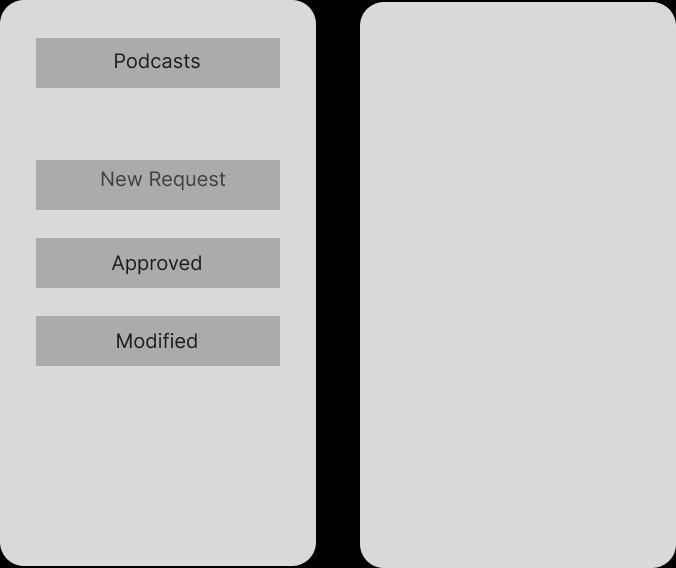 Podcasts
New Request
Approved
Modified